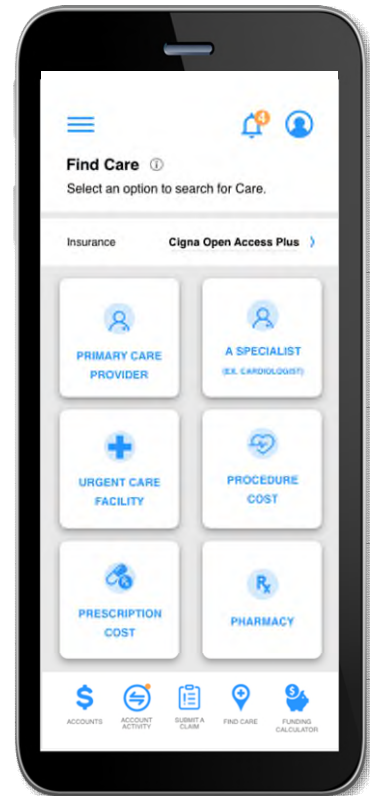 4
Find Care
Select an option to search for Care.
Insurance Cigna Open Access Plus
PRIMARY CARE
PROVIDER
A SPECIALIST
(EX. CARDIOLOGIST)
URGENT CARE
FACILITY
PROCEDURE
COST
PRESCRIPTION
COST
Rx
PHARMACY
ACCOUNTS
ACCOUNT
ACTIVITY
SUBMIT A
CLAIM
FIND CARE
FUNDING
CALCULATOR